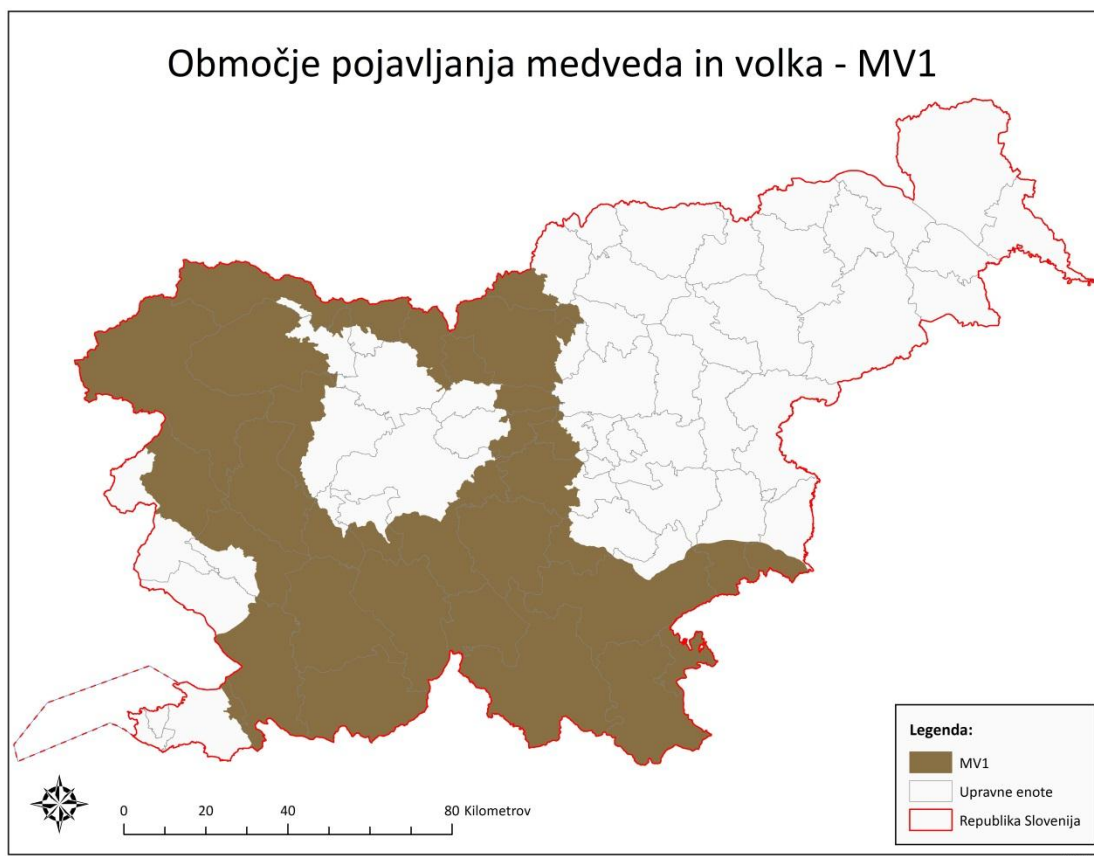 Območje pojavljanja medveda in volka - MV1
Legenda:
MV1
Upravne enote
Republika Slovenija
0 20 40 80 Kilometrov